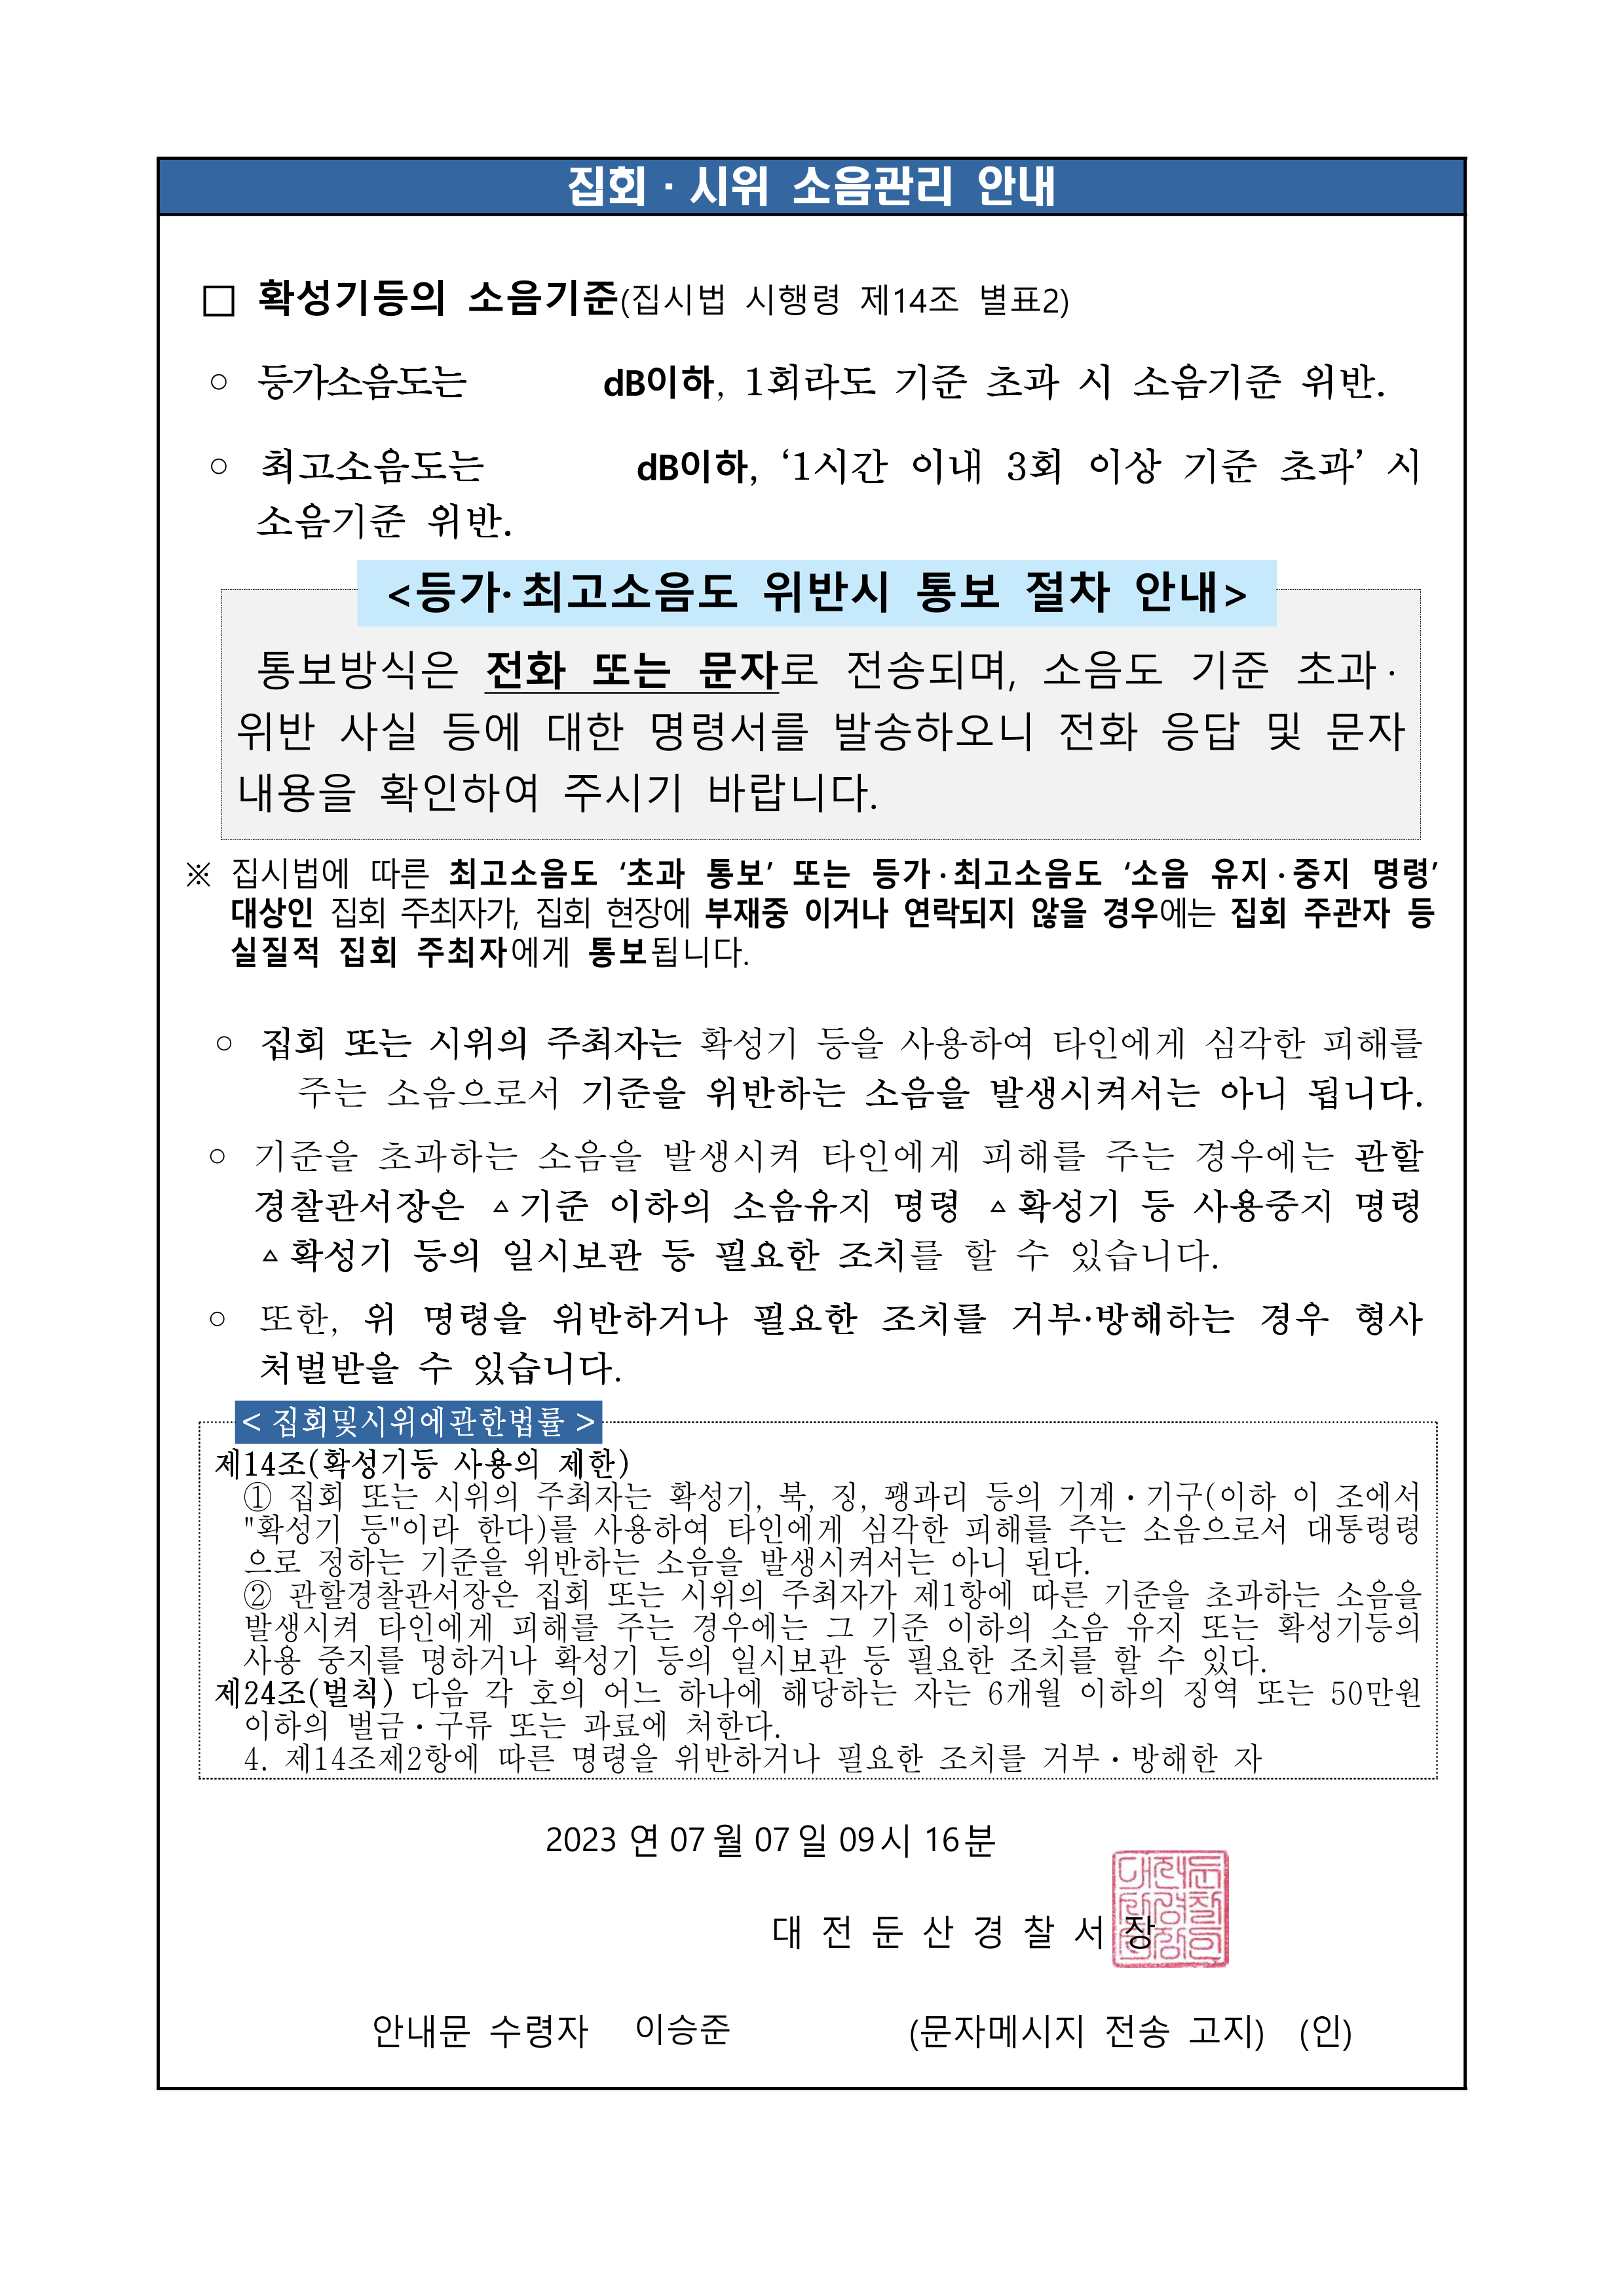 집회·시위 소음관리 안내
□ 확성기등의 소음기준(집시법 시행령 제14조 별표2)
○ 등가소음도는 dB이하, 1회라도 기준 초과 시 소음기준 위반.
○ 최고소음도는 dB이하, ‘1시간 이내 3회 이상 기준 초과’ 시
소음기준 위반.
<등가·최고소음도 위반시 통보 절차 안내>
통보방식은 전화 또는 문자로 전송되며, 소음도 기준 초과·
위반 사실 등에 대한 명령서를 발송하오니 전화 응답 및 문자
내용을 확인하여 주시기 바랍니다.
※ 집시법에 따른 최고소음도 ‘초과 통보’ 또는 등가·최고소음도 ‘소음 유지·중지 명령’
대상인 집회 주최자가, 집회 현장에 부재중 이거나 연락되지 않을 경우에는 집회 주관자 등
실질적 집회 주최자에게 통보됩니다.
○ 집회 또는 시위의 주최자는 확성기 등을 사용하여 타인에게 심각한 피해를
주는 소음으로서 기준을 위반하는 소음을 발생시켜서는 아니 됩니다.
○ 기준을 초과하는 소음을 발생시켜 타인에게 피해를 주는 경우에는 관할
경찰관서장은 △기준 이하의 소음유지 명령 △확성기 등 사용중지 명령
△확성기 등의 일시보관 등 필요한 조치를 할 수 있습니다.
○ 또한, 위 명령을 위반하거나 필요한 조치를 거부·방해하는 경우 형사
처벌받을 수 있습니다.
< 집회및시위에관한법률 >
제14조(확성기등 사용의 제한)
① 집회 또는 시위의 주최자는 확성기, 북, 징, 꽹과리 등의 기계·기구(이하 이 조에서
"확성기 등"이라 한다)를 사용하여 타인에게 심각한 피해를 주는 소음으로서 대통령령
으로 정하는 기준을 위반하는 소음을 발생시켜서는 아니 된다.
② 관할경찰관서장은 집회 또는 시위의 주최자가 제1항에 따른 기준을 초과하는 소음을
발생시켜 타인에게 피해를 주는 경우에는 그 기준 이하의 소음 유지 또는 확성기등의
사용 중지를 명하거나 확성기 등의 일시보관 등 필요한 조치를 할 수 있다.
제24조(벌칙) 다음 각 호의 어느 하나에 해당하는 자는 6개월 이하의 징역 또는 50만원
이하의 벌금·구류 또는 과료에 처한다.
4. 제14조제2항에 따른 명령을 위반하거나 필요한 조치를 거부·방해한 자
2023 연 07 월 07 일 09 시 16 분
대 전 둔 산 경 찰 서 장
안내문 수령자 이승준 (문자메시지 전송 고지) (인)